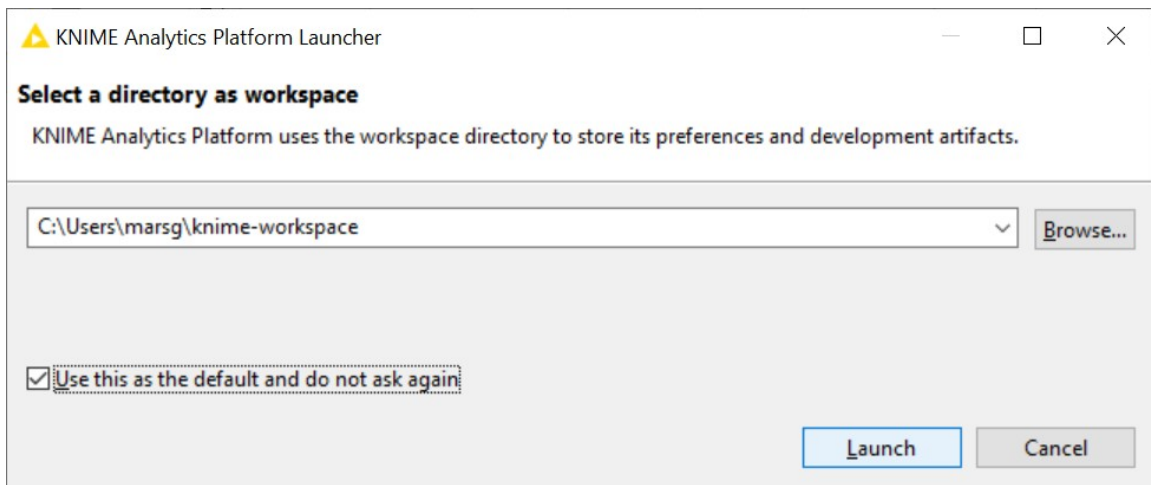 KNIME Analytics Platform Launcher
Select a directory as workspace
KNIME Analytics Platform uses the workspace directory to store its preferences and development artifacts.
C:\Users\marsg\knime-workspace
Browse...
Use this as the default and do not ask again
Launch
Cancel